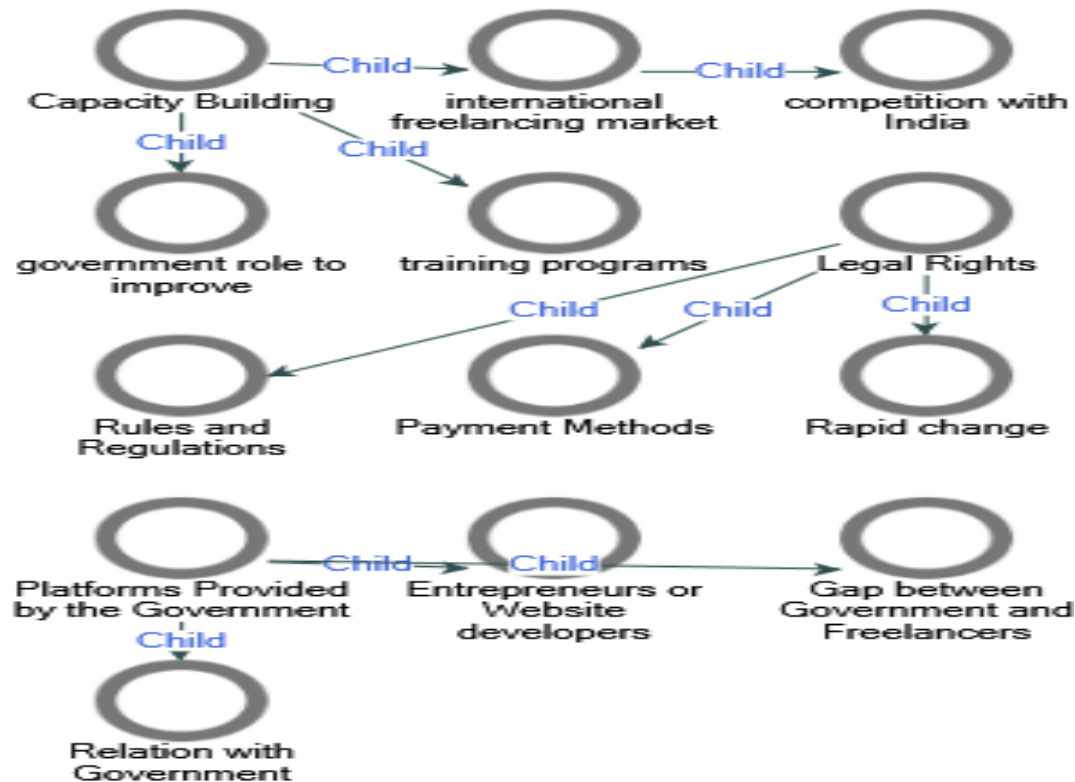 Child
Child
Capacity Building
international
freelancing market
competition with
India
Child
Child
government role to
improve
training programs
Legal Rights
Child
Child
Child
Rules and
Regulations
Payment Methods
Rapid change
Child
Child
Platforms Provided
by the Government
Entrepreneurs or
Website
developers
Gap between
Government and
Freelancers
Child
Relation with
Government